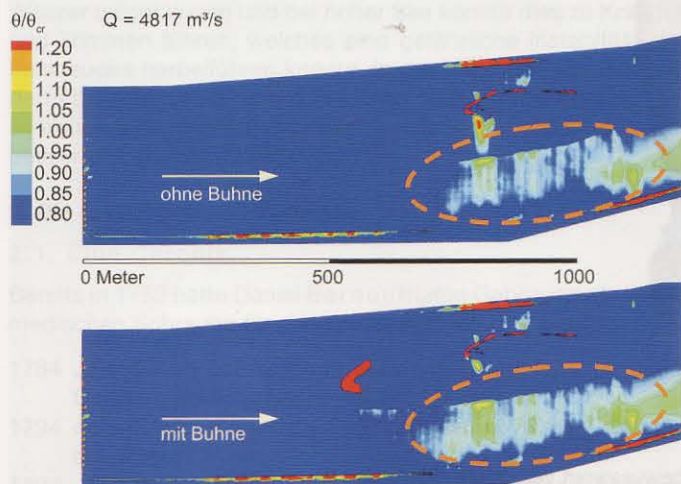 θ/θcr
Q = 4817 m³/s
1.20
1.15
1.10
1.05
1.00
0.95
0.90
0.85
0.80
ohne Buhne
0 Meter
500
1000
mit Buhne